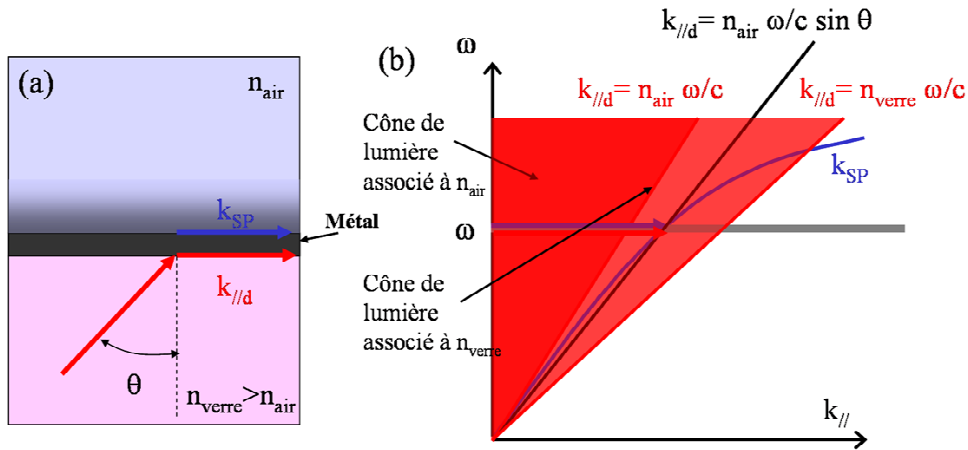 (a)
n_air
k_SP
Métal
k_//d
θ
n_verre>n_air
(b)
ω
k_//d= n_air ω/c sin θ
k_//d= n_air ω/c
k_//d= n_verre ω/c
Cône de
lumière
associé à n_air
k_SP
ω
Cône de
lumière
associé à n_verre
k_//